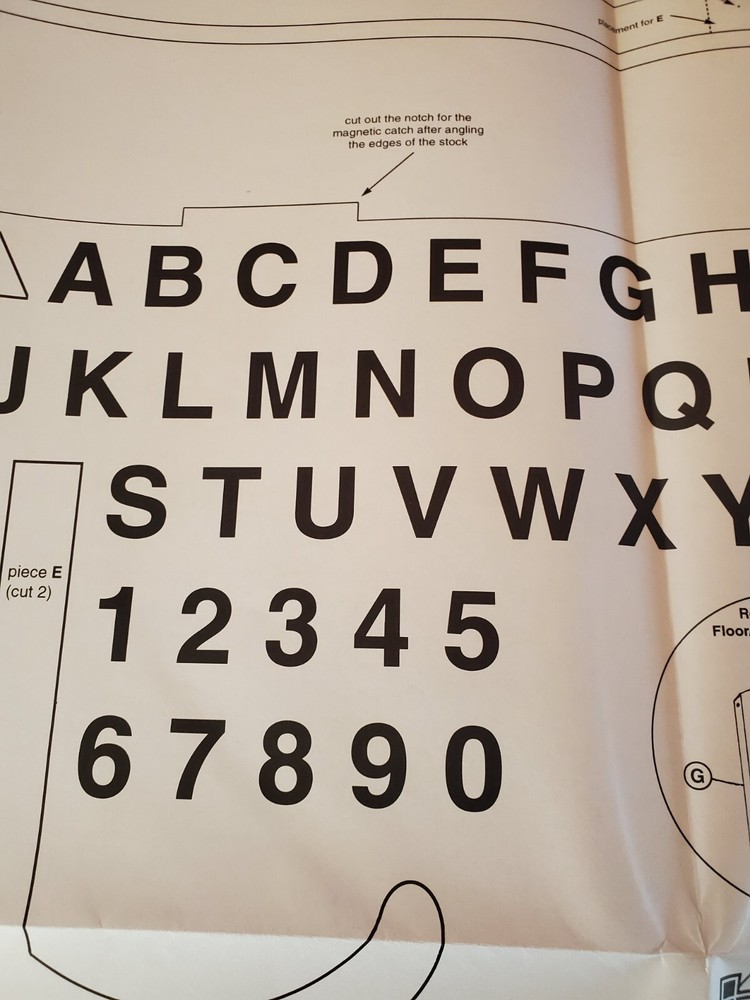 placement for E
cut out the notch for the
magnetic catch after angling
the edges of the stock
A B C D E F G H
J K L M N O P Q
S T U V W X Y
piece E
(cut 2)
1 2 3 4 5
Floor
G
6 7 8 9 0